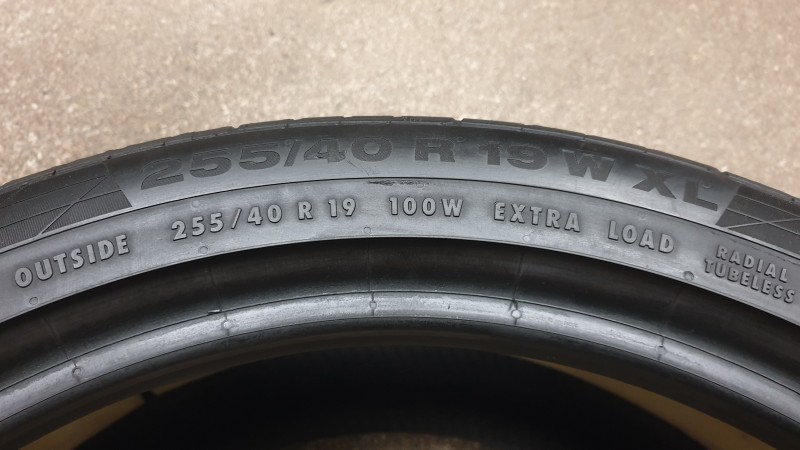 255/40 R 19 W XL
OUTSIDE 255/40 R 19 100W EXTRA LOAD RADIAL
TUBELESS